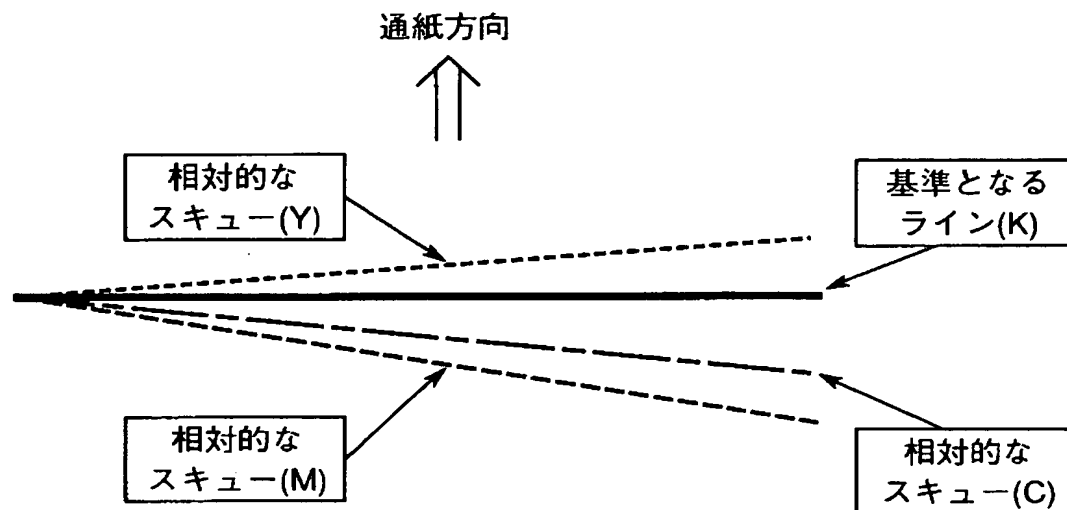 通紙方向
相対的な
スキュー(Y)
基準となる
ライン(K)
相対的な
スキュー(M)
相対的な
スキュー(C)